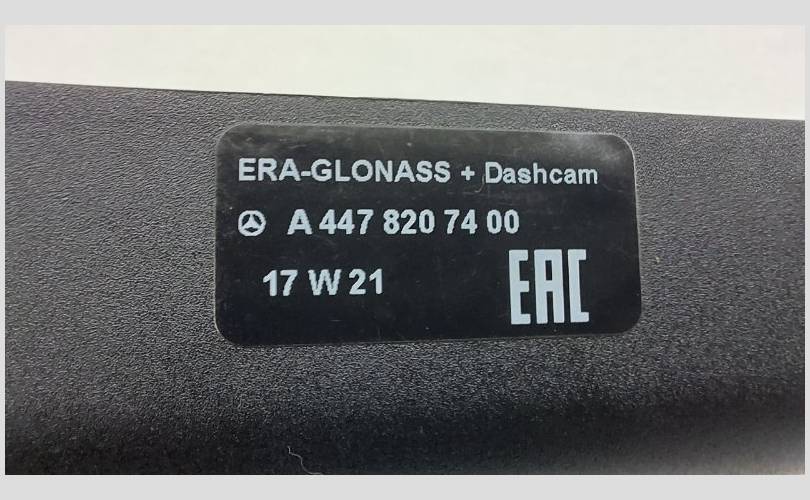 ERA-GLONASS + Dashcam
A 447 820 74 00
17 W 21
EAC